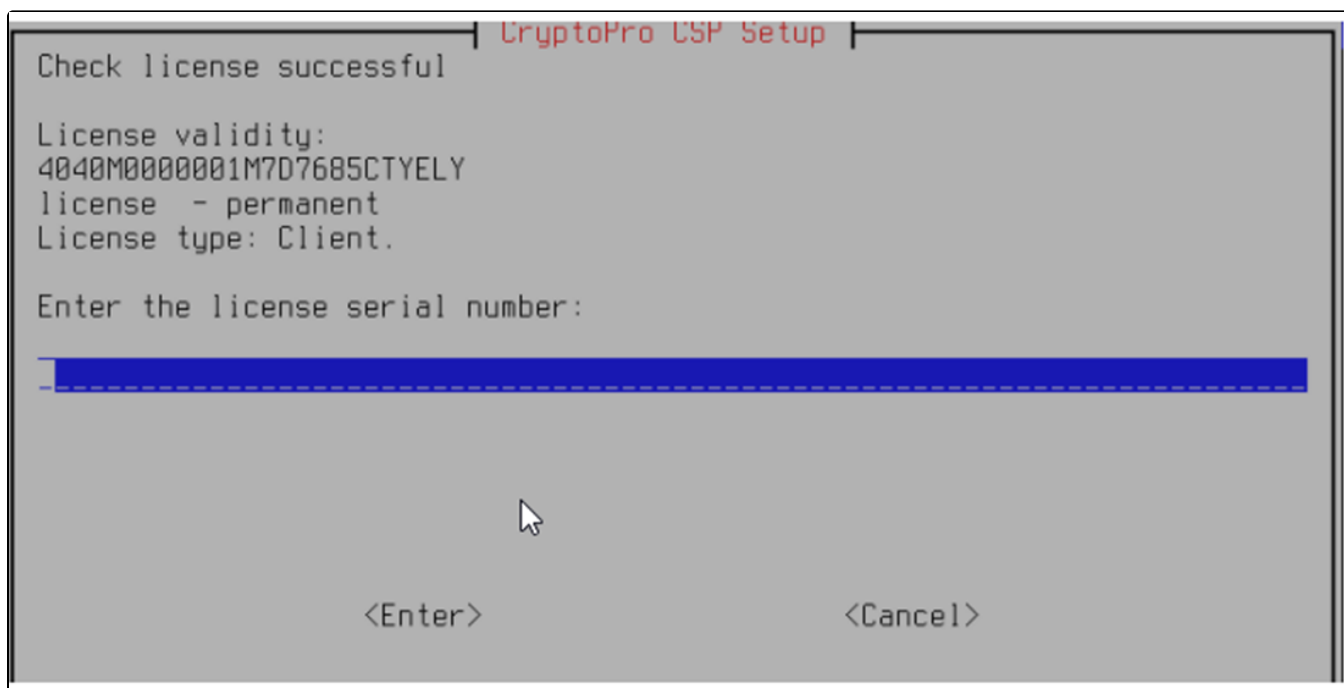 CryptoPro CSP Setup
Check license successful
License validity:
4040M0000001M7D7685CTYELY
license  - permanent
License type: Client.
Enter the license serial number:
<Enter> <Cancel>